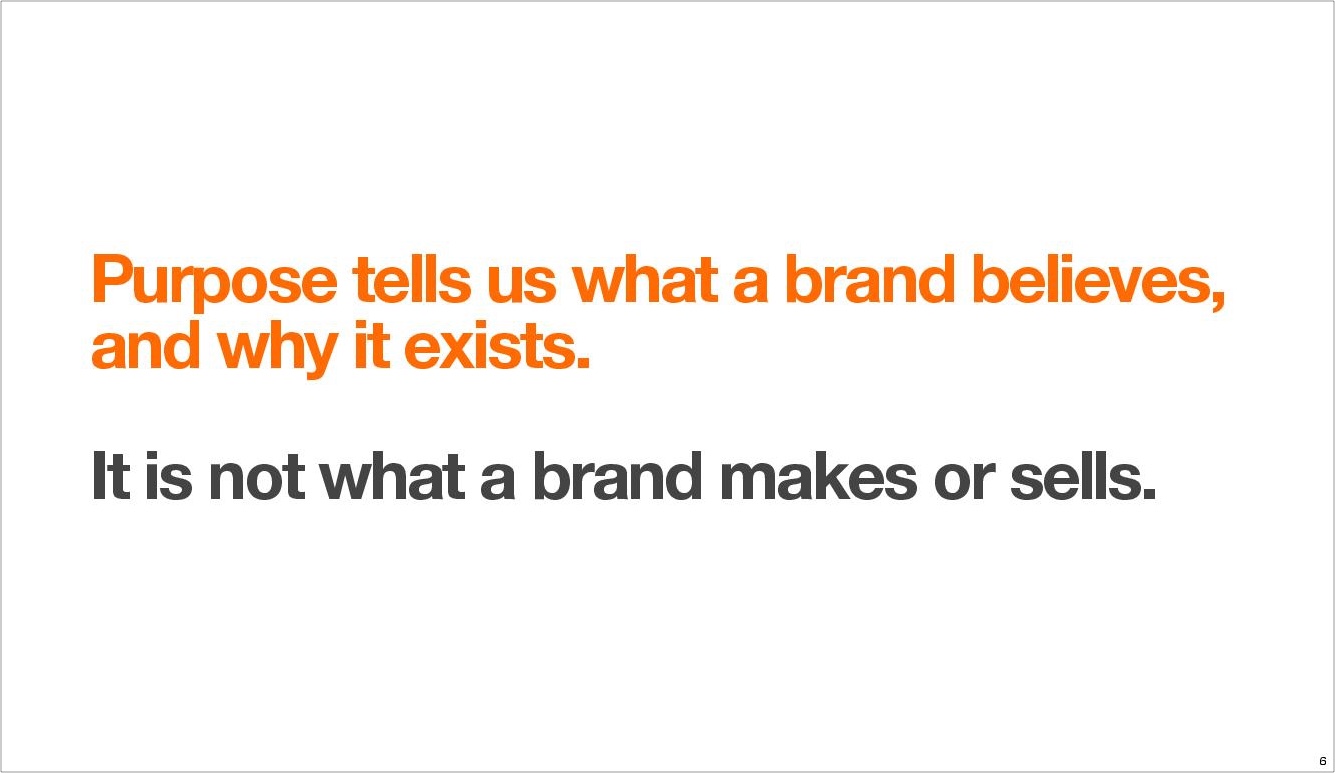 Purpose tells us what a brand believes,
and why it exists.
It is not what a brand makes or sells.
6